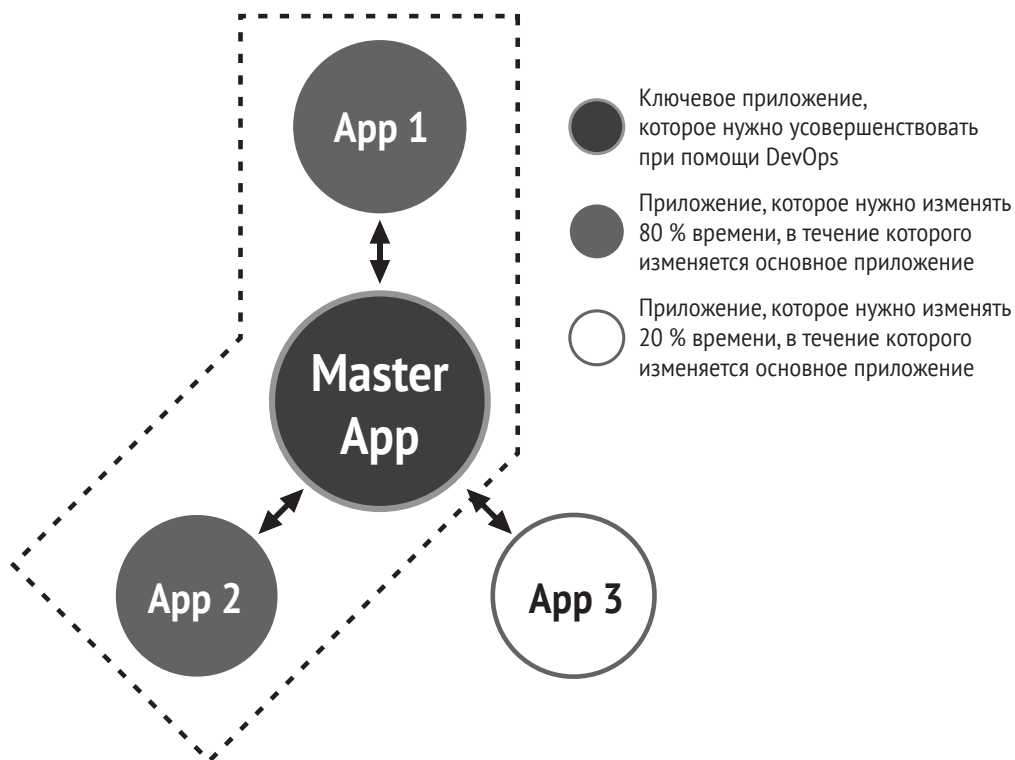 App 1
Master
App
App 2
App 3
Ключевое приложение,
которое нужно усовершенствовать
при помощи DevOps
Приложение, которое нужно изменять
80 % времени, в течение которого
изменяется основное приложение
Приложение, которое нужно изменять
20 % времени, в течение которого
изменяется основное приложение